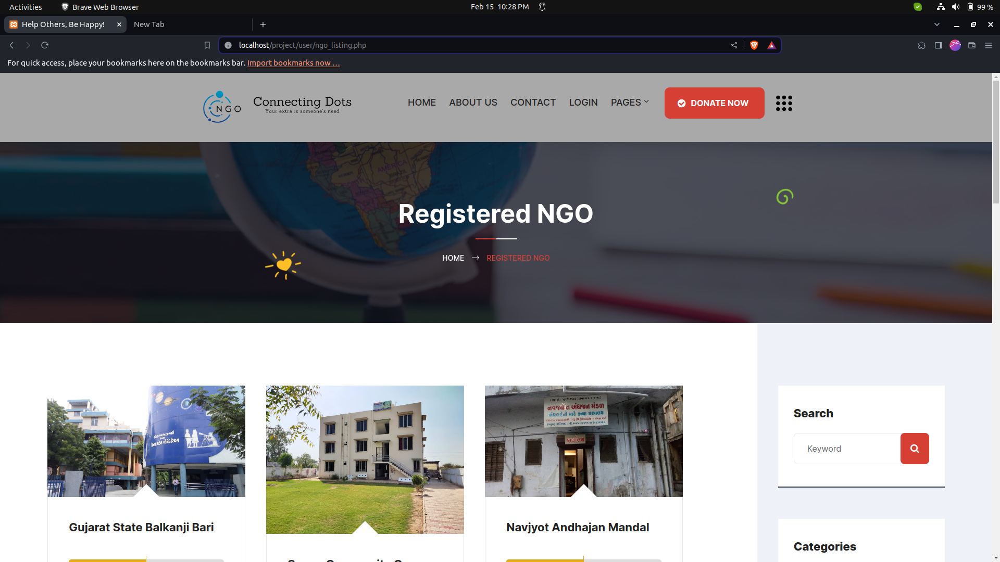 Activities
Brave Web Browser
Feb 15 10:28 PM
99 %
Help Others, Be Happy!
New Tab
localhost/project/user/ngo_listing.php
For quick access, place your bookmarks here on the bookmarks bar. Import bookmarks now ...
NGO
Connecting Dots
Your extra is someone's need
HOME
ABOUT US
CONTACT
LOGIN
PAGES
DONATE NOW
AMERICA
Registered NGO
HOME → REGISTERED NGO
નવજ્યોત અંધજન મંડળ
કાર્યાલય
Search
Keyword
Gujarat State Balkanji Bari
Navjyot Andhajan Mandal
Categories